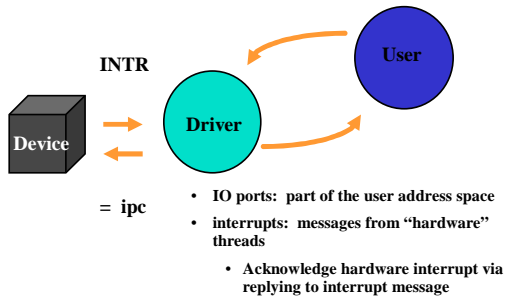 INTR
User
Driver
Device
= ipc
• IO ports: part of the user address space
• interrupts: messages from “hardware”
threads
• Acknowledge hardware interrupt via
replying to interrupt message